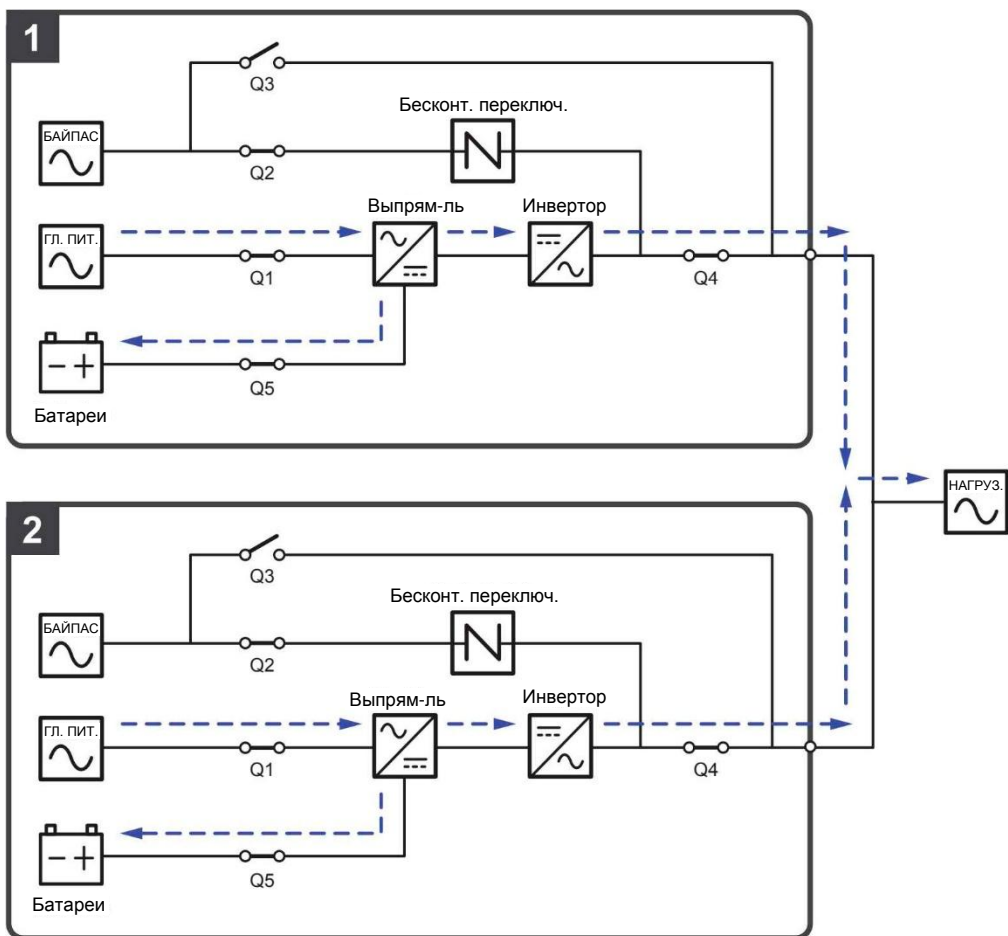 1
Q3
Бесконт. переключ.
БАЙПАС
Q2
Выпрям-ль
Инвертор
ГЛ. ПИТ.
Q1
Q4
Q5
Батареи
НАГРУЗ.
2
Q3
Бесконт. переключ.
БАЙПАС
Q2
Выпрям-ль
Инвертор
ГЛ. ПИТ.
Q1
Q4
Q5
Батареи